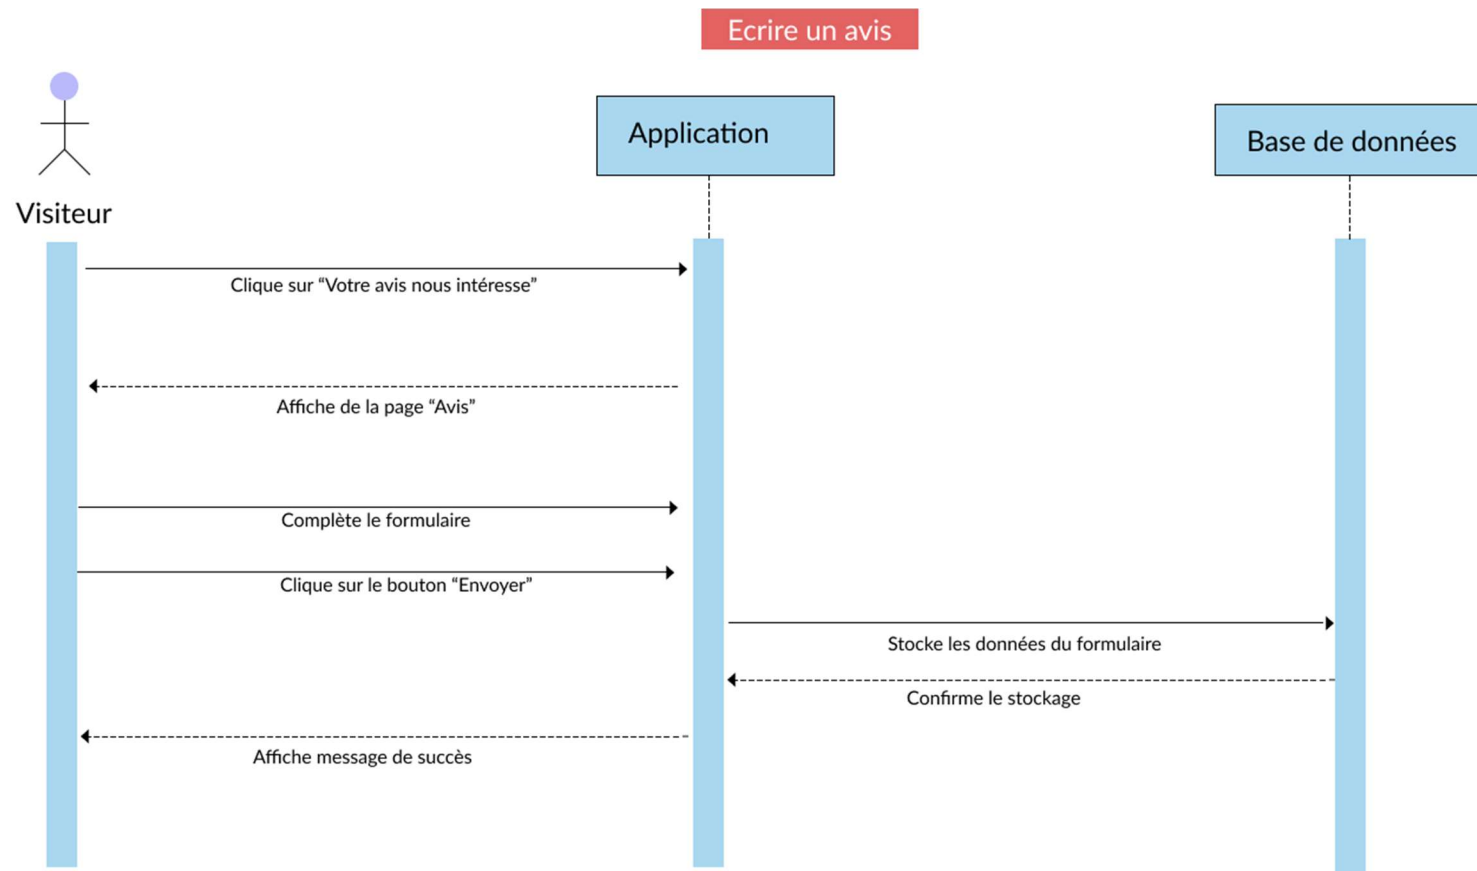 Ecrire un avis
Application
Base de données
Visiteur
Clique sur “Votre avis nous intéresse”
Affiche de la page “Avis”
Complète le formulaire
Clique sur le bouton “Envoyer”
Stocke les données du formulaire
Confirme le stockage
Affiche message de succès